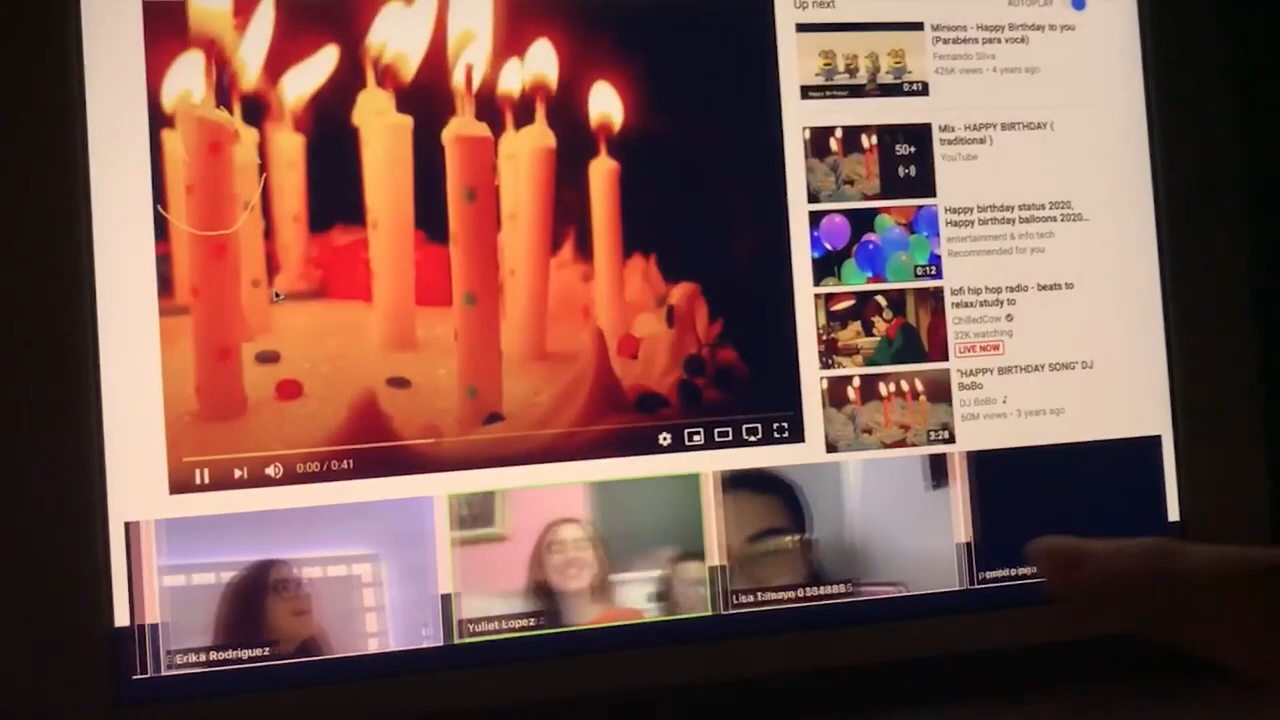 Up next
AUTOPLAY
Minions - Happy Birthday to you
(Parabéns para você)
Fernando Silva
426K views • 4 years ago
0:41
Mix - HAPPY BIRTHDAY (
traditional )
YouTube
50+
Happy birthday status 2020,
Happy birthday balloons 2020...
entertainment & info tech
Recommended for you
0:12
lofi hip hop radio - beats to
relax/study to
ChilledCow
32K watching
LIVE NOW
"HAPPY BIRTHDAY SONG" DJ
BoBo
DJ BoBo
60M views • 3 years ago
3:28
0:00 / 0:41
Erika Rodriguez
Yuliet Lopez
Lisa Tamayo